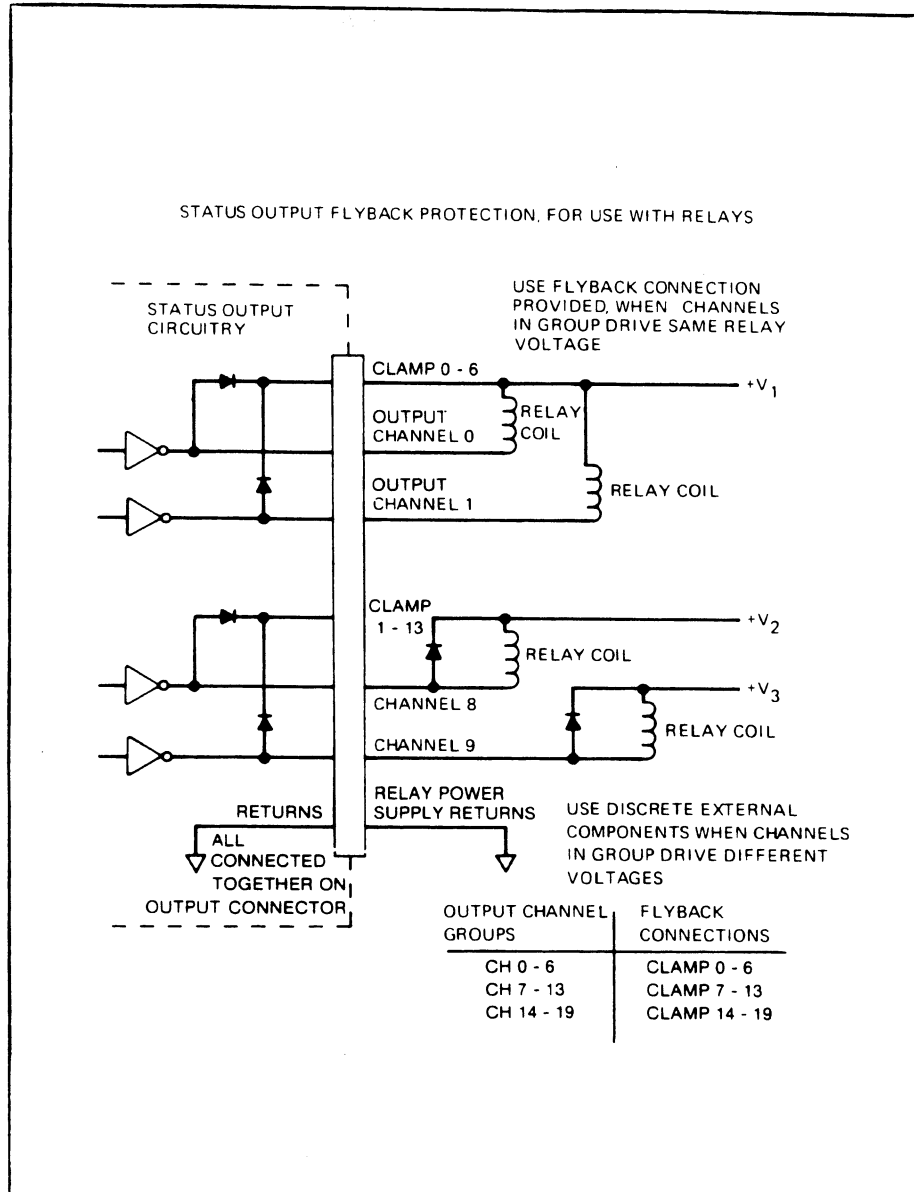 STATUS OUTPUT FLYBACK PROTECTION, FOR USE WITH RELAYS
STATUS OUTPUT
CIRCUITRY
USE FLYBACK CONNECTION
PROVIDED, WHEN CHANNELS
IN GROUP DRIVE SAME RELAY
VOLTAGE
CLAMP 0 - 6
+V1
OUTPUT
CHANNEL 0
RELAY
COIL
OUTPUT
CHANNEL 1
RELAY COIL
CLAMP
1 - 13
+V2
RELAY COIL
CHANNEL 8
+V3
RELAY COIL
CHANNEL 9
RETURNS
RELAY POWER
SUPPLY RETURNS
ALL
CONNECTED
TOGETHER ON
OUTPUT CONNECTOR
USE DISCRETE EXTERNAL
COMPONENTS WHEN CHANNELS
IN GROUP DRIVE DIFFERENT
VOLTAGES
OUTPUT CHANNEL
GROUPS
FLYBACK
CONNECTIONS
CH 0 - 6 CLAMP 0 - 6
CH 7 - 13 CLAMP 7 - 13
CH 14 - 19 CLAMP 14 - 19